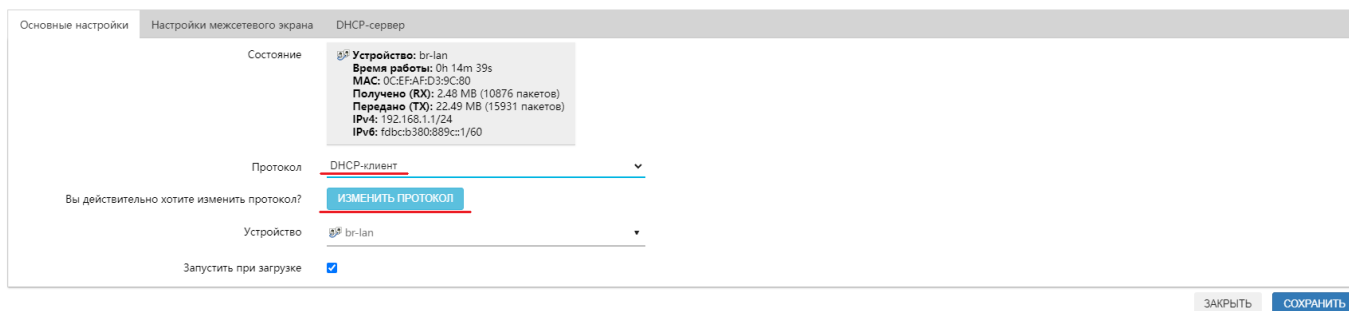 Основные настройки Настройки межсетевого экрана DHCP-сервер
Состояние
Устройство: br-lan
Время работы: 0h 14m 39s
MAC: 0C:EF:AF:D3:9C:80
Получено (RX): 2.48 MB (10876 пакетов)
Передано (TX): 22.49 MB (15931 пакетов)
IPv4: 192.168.1.1/24
IPv6: fdbc:b380:889c::1/60
Протокол DHCP-клиент
Вы действительно хотите изменить протокол? ИЗМЕНИТЬ ПРОТОКОЛ
Устройство br-lan
Запустить при загрузке
ЗАКРЫТЬ СОХРАНИТЬ